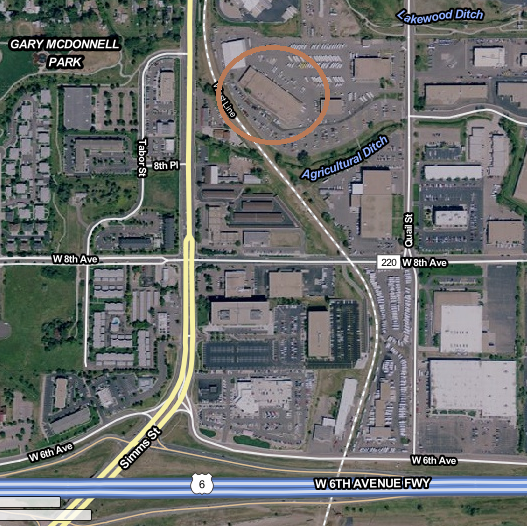 Lakewood Ditch
GARY MCDONNELL
PARK
Line
Tabor St
8th Pl
Agricultural Ditch
Quail St
W 8th Ave
220
W 8th Ave
W 6th Ave
Simms St
W 6th Ave
6
W 6TH AVENUE FWY